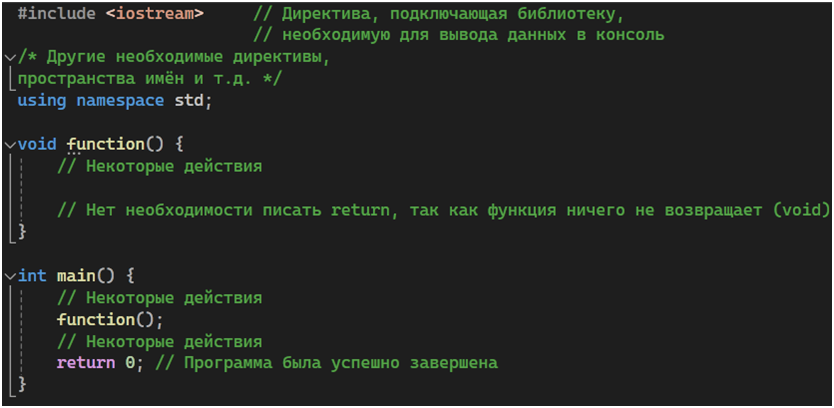 #include <iostream>     // Директива, подключающая библиотеку,
                        // необходимую для вывода данных в консоль
/* Другие необходимые директивы,
пространства имён и т.д. */
using namespace std;

void function() {
    // Некоторые действия

    // Нет необходимости писать return, так как функция ничего не возвращает (void)
}

int main() {
    // Некоторые действия
    function();
    // Некоторые действия
    return 0; // Программа была успешно завершена
}